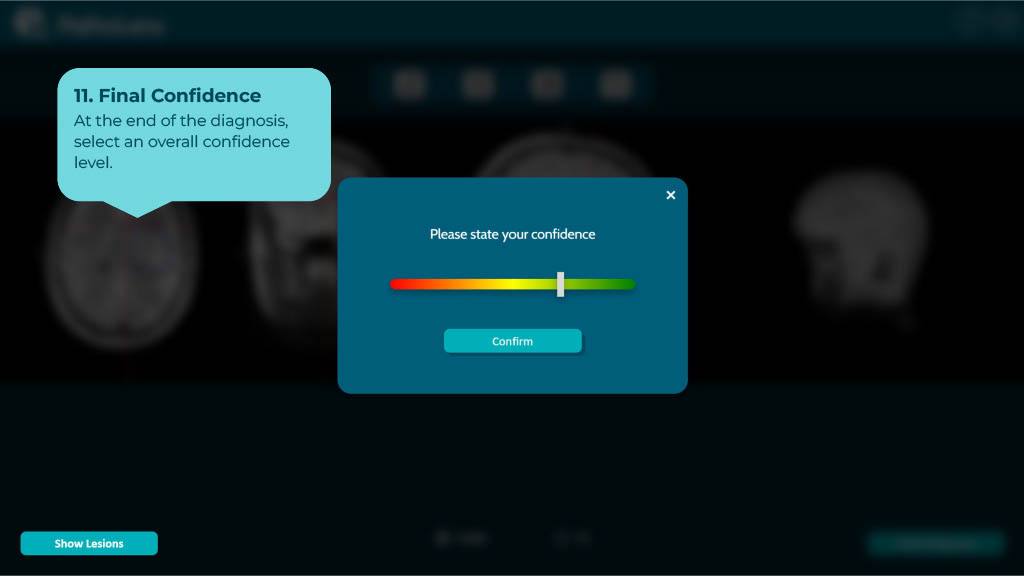 11. Final Confidence
At the end of the diagnosis,
select an overall confidence
level.
Please state your confidence
Confirm
Show Lesions